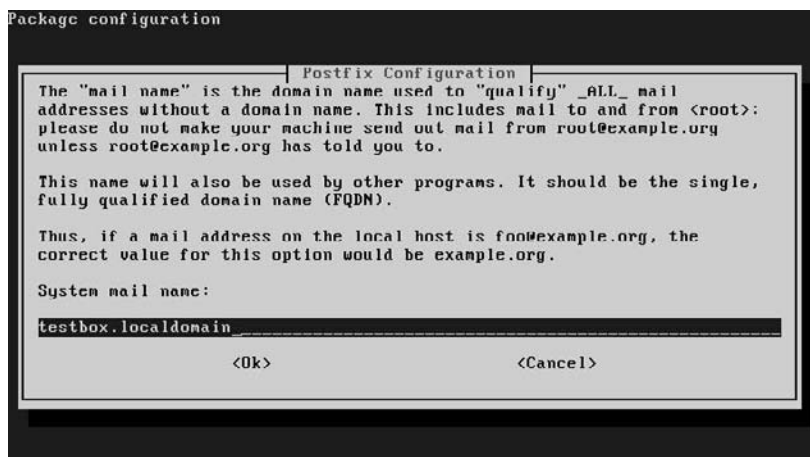 Package configuration
Postfix Configuration
The "mail name" is the domain name used to "qualify" _ALL_ mail
addresses without a domain name. This includes mail to and from <root>:
please do not make your machine send out mail from root@example.org
unless root@example.org has told you to.
This name will also be used by other programs. It should be the single,
fully qualified domain name (FQDN).
Thus, if a mail address on the local host is foo@example.org, the
correct value for this option would be example.org.
System mail name:
testbox.localdomain
<Ok> <Cancel>